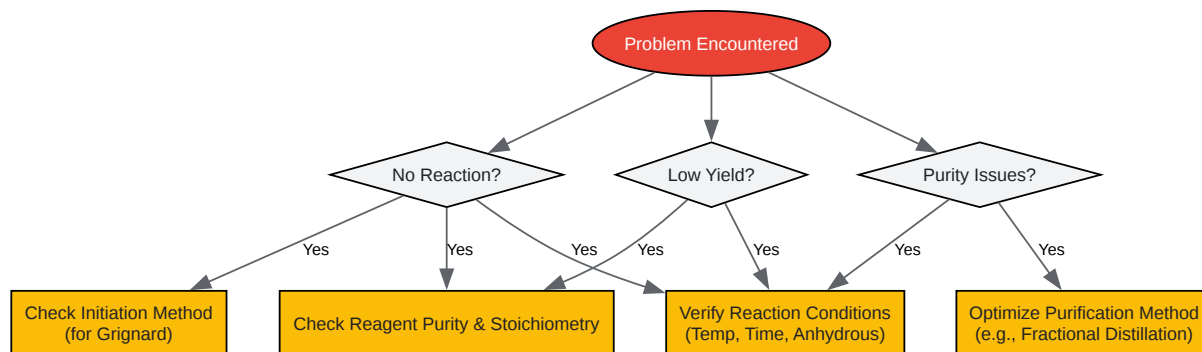 Problem Encountered
No Reaction?
Low Yield?
Purity Issues?
Yes
Yes
Yes
Yes
Yes
Yes
Yes
Check Initiation Method
(for Grignard)
Check Reagent Purity & Stoichiometry
Verify Reaction Conditions
(Temp, Time, Anhydrous)
Optimize Purification Method
(e.g., Fractional Distillation)